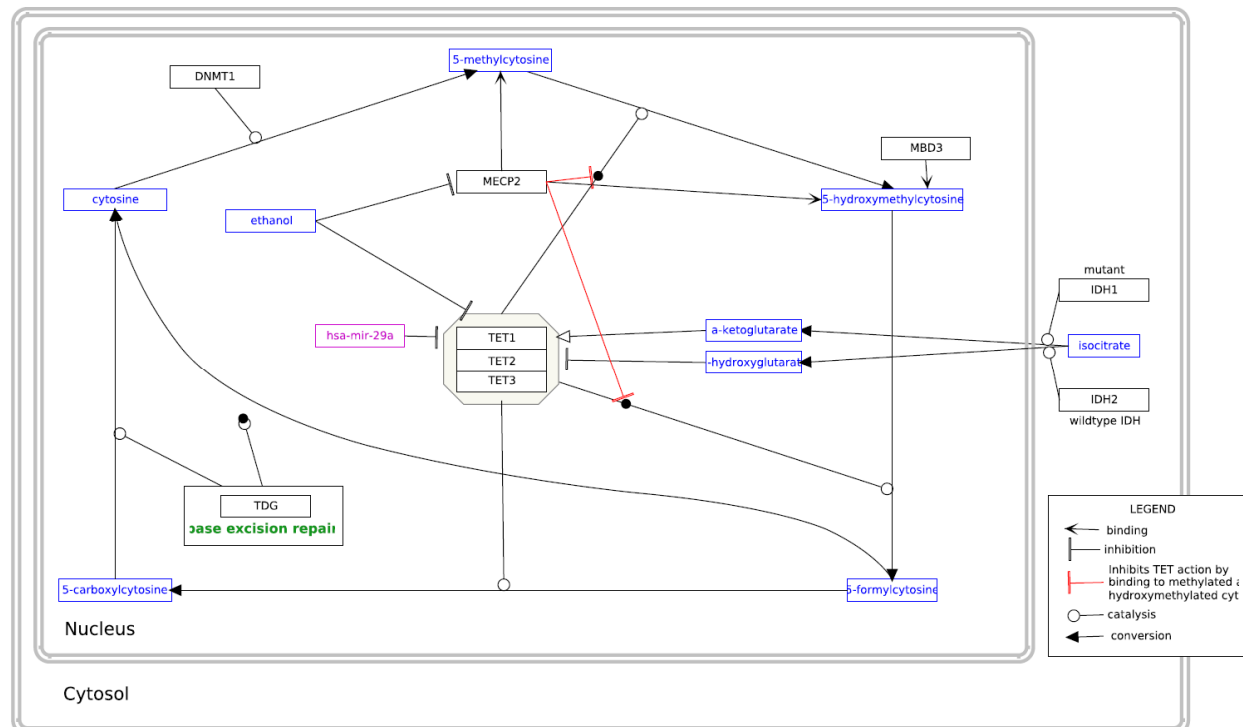 5-methylcytosine
DNMT1
MBD3
MECP2
cytosine
5-hydroxymethylcytosine
ethanol
mutant
IDH1
hsa-mir-29a
TET1
TET2
TET3
a-ketoglutarate
-hydroxyglutarat
isocitrate
IDH2
wildtype IDH
TDG
base excision repair
5-carboxylcytosine
5-formylcytosine
Nucleus
Cytosol
LEGEND
binding
inhibition
Inhibits TET action by
binding to methylated a
hydroxymethylated cyt
catalysis
conversion